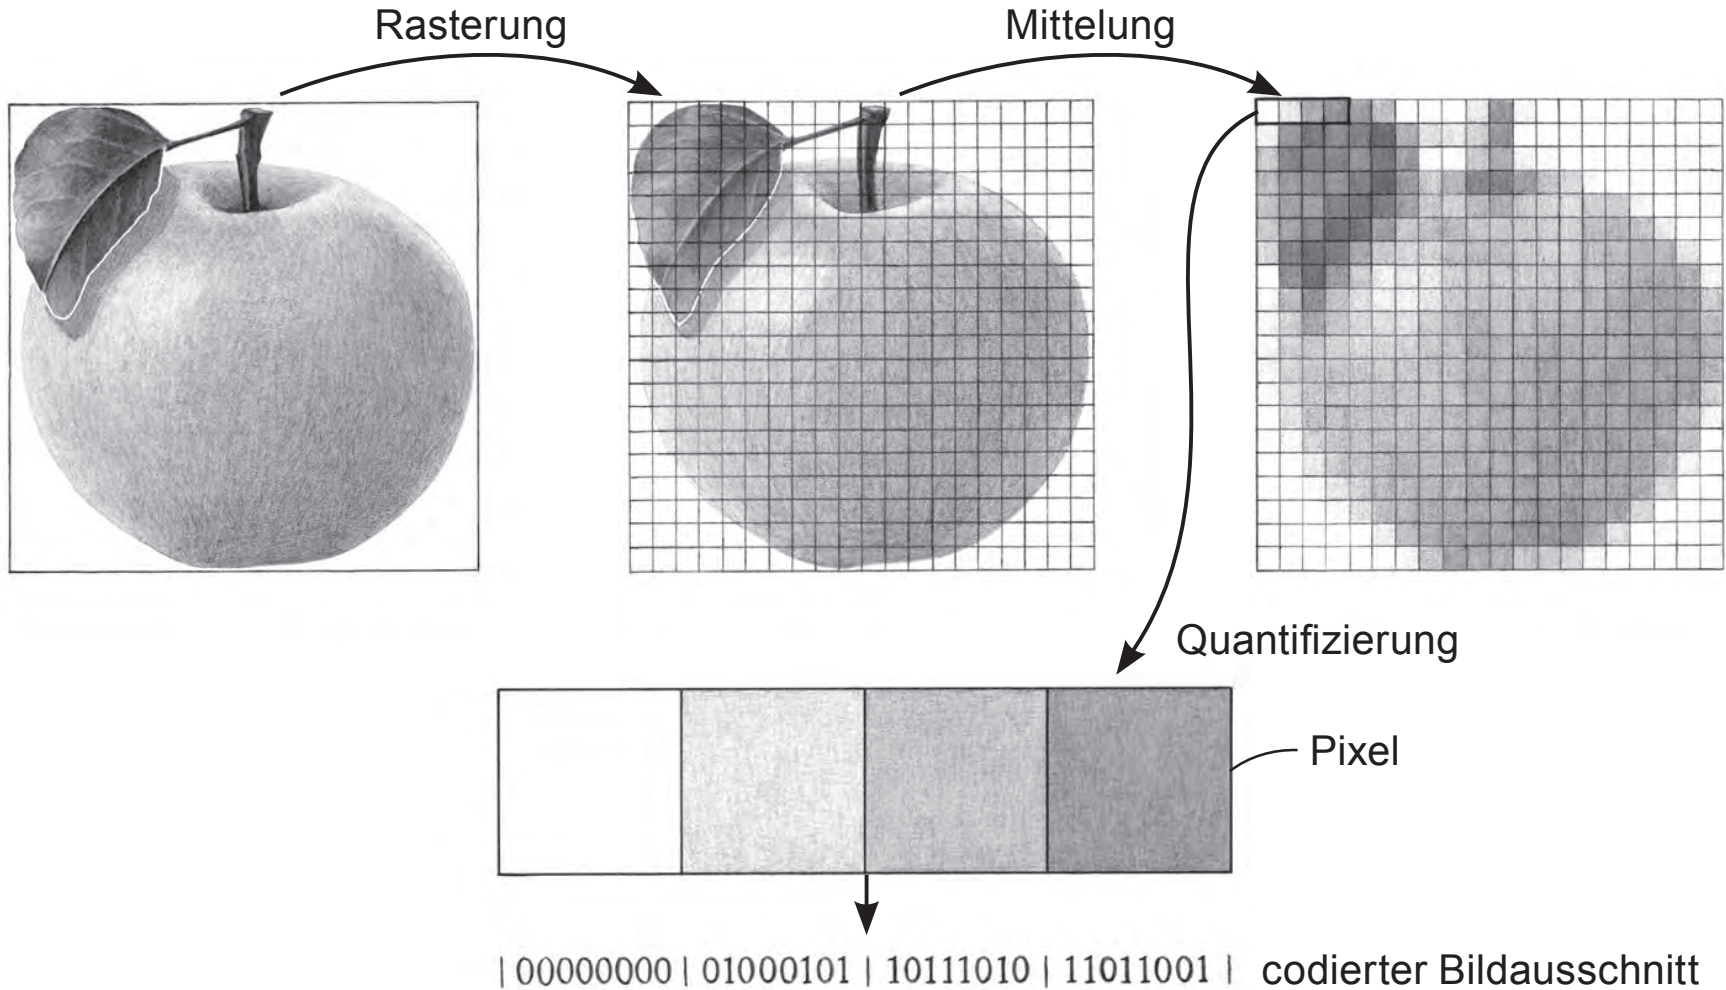 Rasterung
Mittelung
Quantifizierung
Pixel
| 00000000 | 01000101 | 10111010 | 11011001 | codierter Bildausschnitt